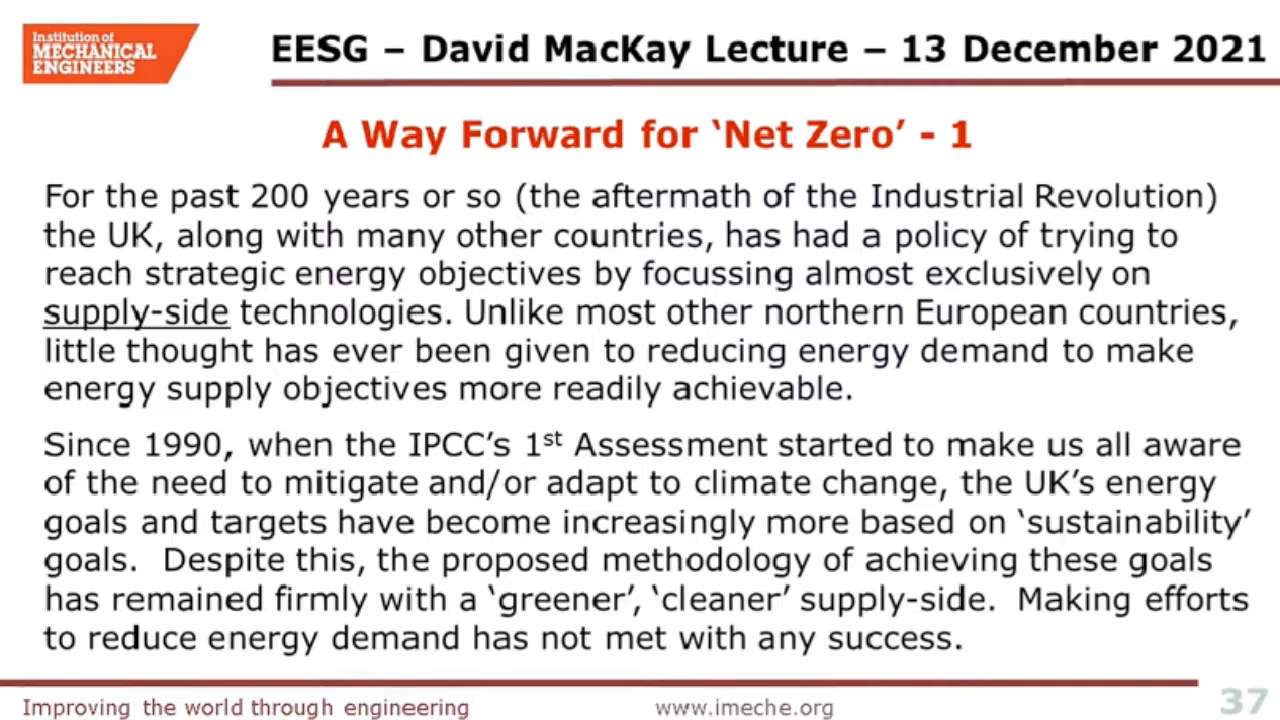 Institution of
MECHANICAL
ENGINEERS
EESG – David MacKay Lecture – 13 December 2021
A Way Forward for ‘Net Zero’ - 1
For the past 200 years or so (the aftermath of the Industrial Revolution)
the UK, along with many other countries, has had a policy of trying to
reach strategic energy objectives by focussing almost exclusively on
supply-side technologies. Unlike most other northern European countries,
little thought has ever been given to reducing energy demand to make
energy supply objectives more readily achievable.
Since 1990, when the IPCC’s 1st Assessment started to make us all aware
of the need to mitigate and/or adapt to climate change, the UK’s energy
goals and targets have become increasingly more based on ‘sustainability’
goals.  Despite this, the proposed methodology of achieving these goals
has remained firmly with a ‘greener’, ‘cleaner’ supply-side.  Making efforts
to reduce energy demand has not met with any success.
Improving the world through engineering
www.imeche.org
37